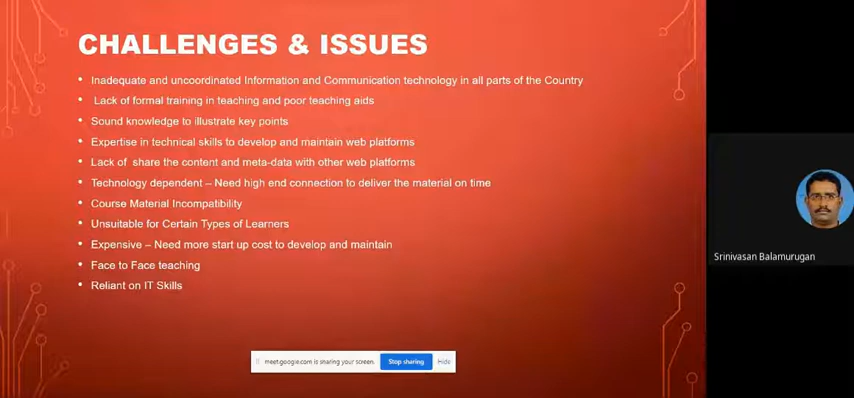 CHALLENGES & ISSUES
• Inadequate and uncoordinated Information and Communication technology in all parts of the Country
• Lack of formal training in teaching and poor teaching aids
• Sound knowledge to illustrate key points
• Expertise in technical skills to develop and maintain web platforms
• Lack of share the content and meta-data with other web platforms
• Technology dependent – Need high end connection to deliver the material on time
• Course Material Incompatibility
• Unsuitable for Certain Types of Learners
• Expensive – Need more start up cost to develop and maintain
• Face to Face teaching
• Reliant on IT Skills
Srinivasan Balamurugan
meet.google.com is sharing your screen. Stop sharing Hide